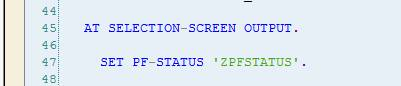 44
45 AT SELECTION-SCREEN OUTPUT.
46
47 SET PF-STATUS 'ZPFSTATUS'.
48